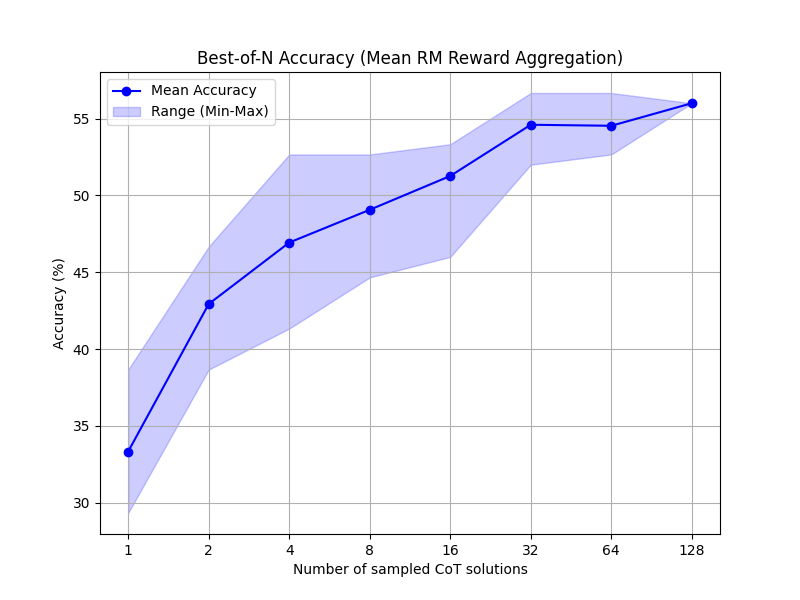 Best-of-N Accuracy (Mean RM Reward Aggregation)
Mean Accuracy
Range (Min-Max)
Accuracy (%)
55
50
45
40
35
30
1 2 4 8 16 32 64 128
Number of sampled CoT solutions